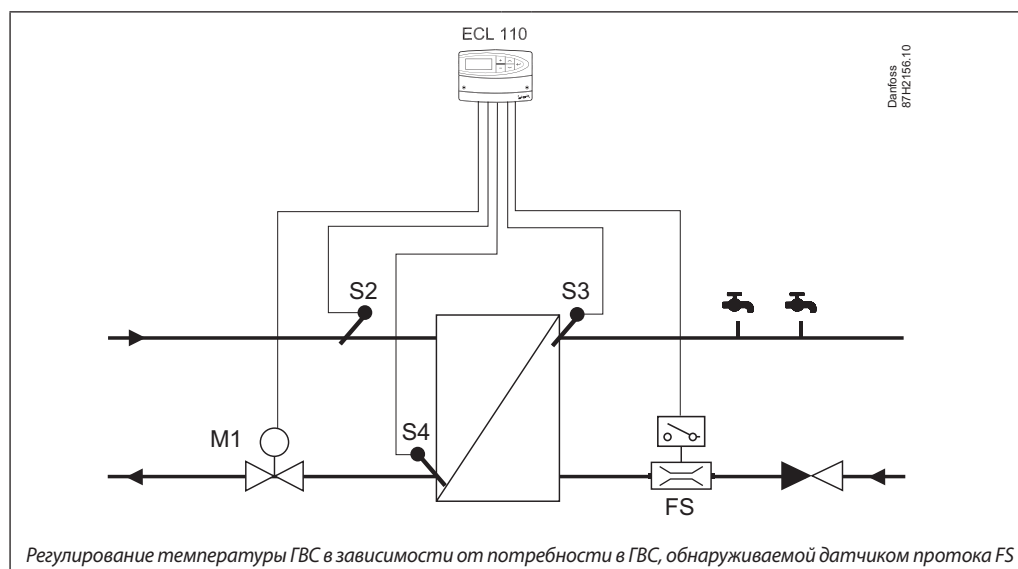 ECL 110
Danfoss
87H2156.10
S2
S3
M1
S4
FS
Регулирование температуры ГВС в зависимости от потребности в ГВС, обнаруживаемой датчиком протока FS